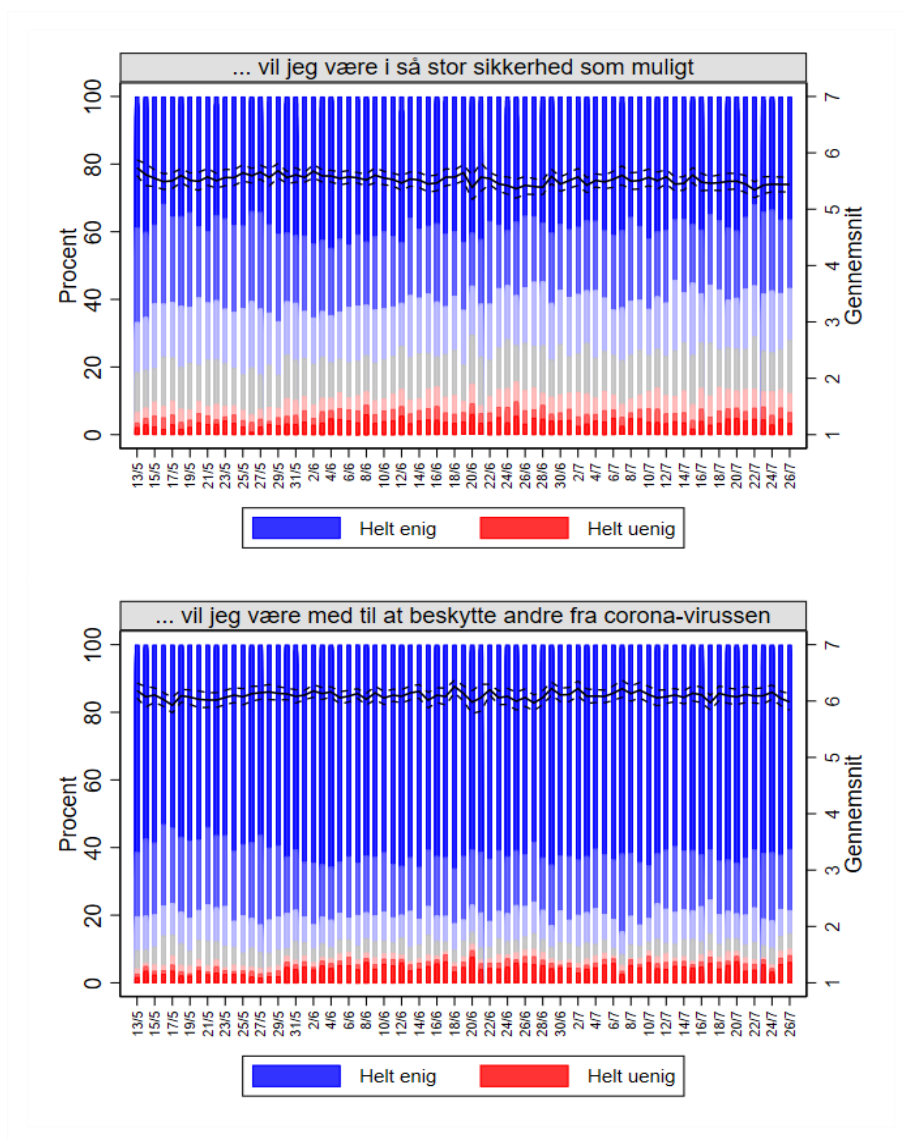 ... vil jeg være i så stor sikkerhed som muligt
Procent
0 20 40 60 80 100
Gennemsnit
1 2 3 4 5 6 7
13/5 15/5 17/5 19/5 21/5 23/5 25/5 27/5 29/5 31/5 2/6 4/6 6/6 8/6 10/6 12/6 14/6 16/6 18/6 20/6 22/6 24/6 26/6 28/6 30/6 2/7 4/7 6/7 8/7 10/7 12/7 14/7 16/7 18/7 20/7 22/7 24/7 26/7
Helt enig Helt uenig
... vil jeg være med til at beskytte andre fra corona-virussen
Procent
0 20 40 60 80 100
Gennemsnit
1 2 3 4 5 6 7
13/5 15/5 17/5 19/5 21/5 23/5 25/5 27/5 29/5 31/5 2/6 4/6 6/6 8/6 10/6 12/6 14/6 16/6 18/6 20/6 22/6 24/6 26/6 28/6 30/6 2/7 4/7 6/7 8/7 10/7 12/7 14/7 16/7 18/7 20/7 22/7 24/7 26/7
Helt enig Helt uenig